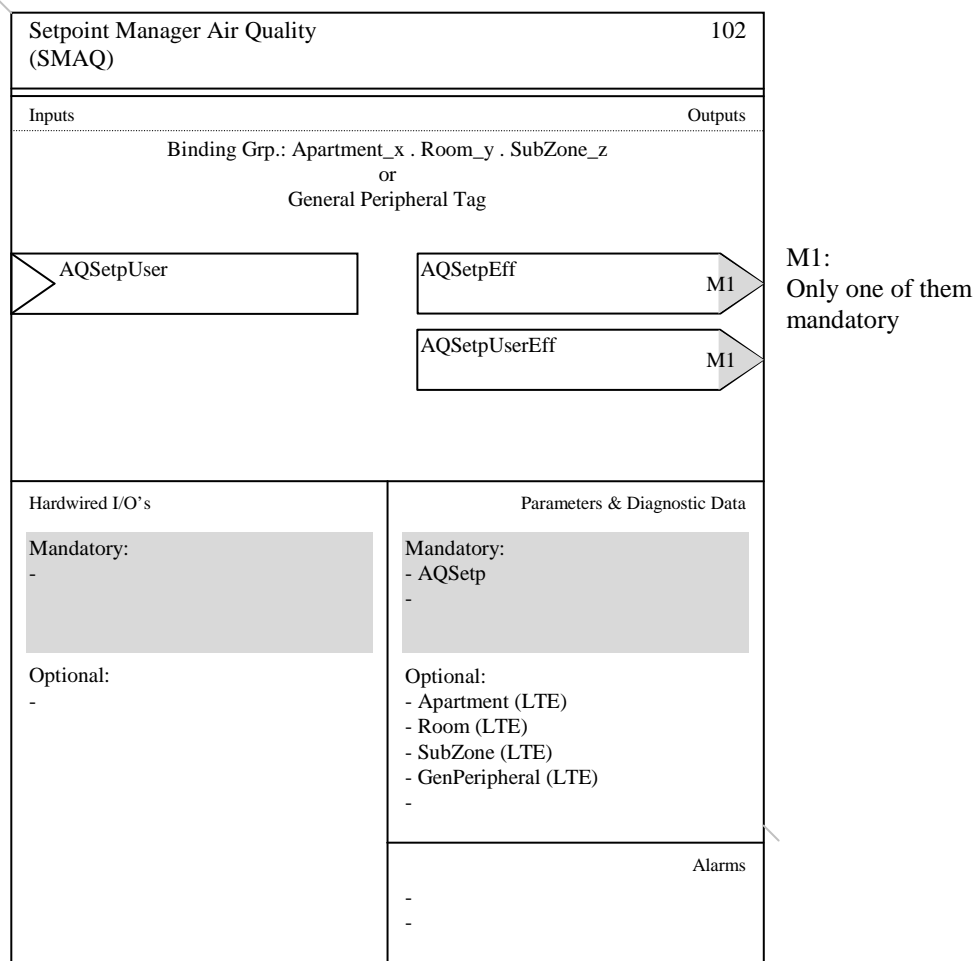 Setpoint Manager Air Quality 102
(SMAQ)
Inputs Outputs
Binding Grp.: Apartment_x . Room_y . SubZone_z
or
General Peripheral Tag
AQSetpUser
AQSetpEff
M1
AQSetpUserEff
M1
M1:
Only one of them
mandatory
Hardwired I/O’s
Mandatory:
-
Optional:
-
Parameters & Diagnostic Data
Mandatory:
- AQSetp
-
Optional:
- Apartment (LTE)
- Room (LTE)
- SubZone (LTE)
- GenPeripheral (LTE)
-
Alarms
-
-